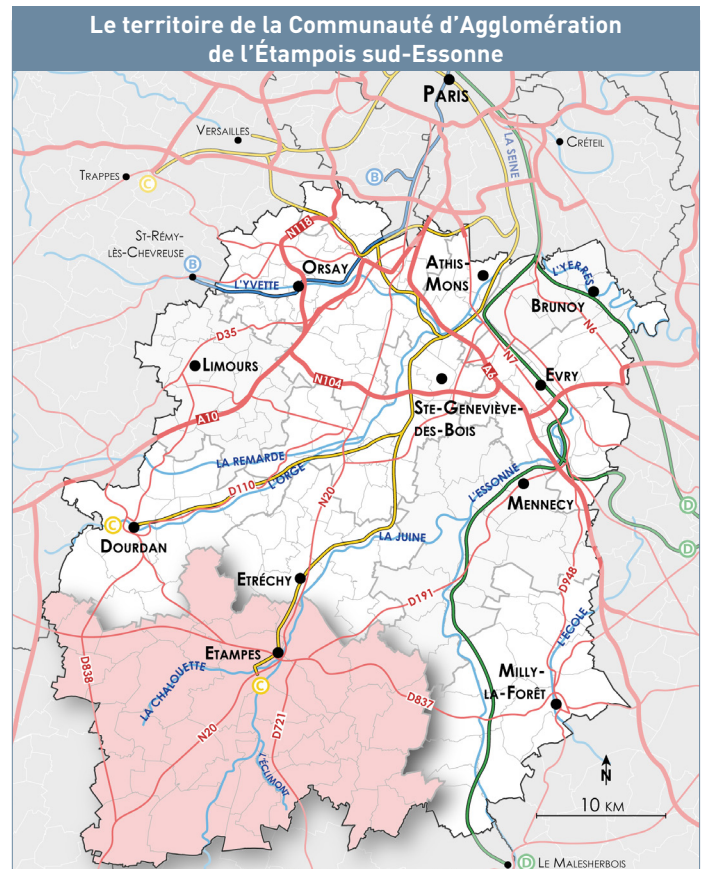 Le territoire de la Communauté d'Agglomération
de l'Étampois sud-Essonne
PARIS
VERSAILLES
CRÉTEIL
LA SEINE
TRAPPES
C
B
N118
ST-RÉMY-
LÈS-CHEVREUSE
B
ORSAY
ATHIS-
MONS
L'YERRES
L'YVETTE
BRUNOY
D35
N6
LIMOURS
N7
N104
A6
EVRY
A10
STE-GENEVIÈVE-
DES-BOIS
LA REMARDE
L'ORGE
D110
N20
L'ESSONNE
MENNECY
D
C
DOURDAN
LA JUINE
D
ETRÉCHY
D191
D948
L'ÉCOLE
ETAMPES
D838
LA CHALOUETTE
C
MILLY-
LA-FORÊT
D837
N20
D721
L'ÉCLIMONT
N
10 KM
D
LE MALESHERBOIS